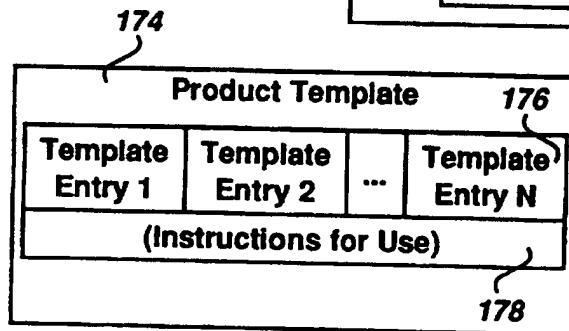 174
Product Template 176
Template Template ... Template
Entry 1 Entry 2 Entry N
(Instructions for Use)
178